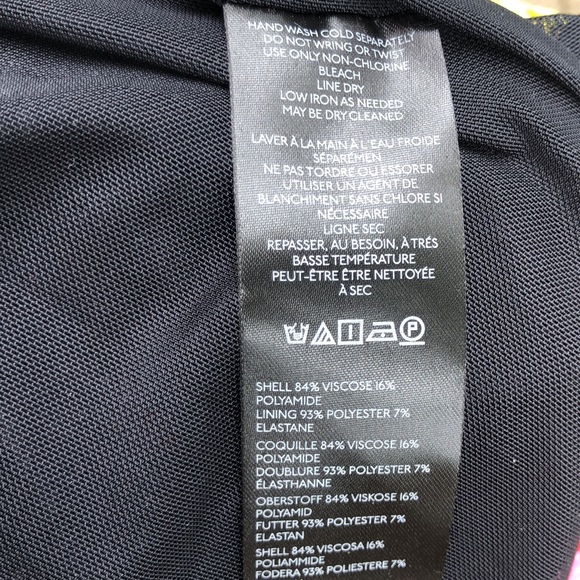 HAND WASH COLD SEPARATELY
DO NOT WRING OR TWIST
USE ONLY NON-CHLORINE
BLEACH
LINE DRY
LOW IRON AS NEEDED
MAY BE DRY CLEANED
LAVER À LA MAIN À L'EAU FROIDE
SÉPARÉMEN
NE PAS TORDRE OU ESSORER
UTILISER UN AGENT DE
BLANCHIMENT SANS CHLORE SI
NÉCESSAIRE
LIGNE SEC
REPASSER, AU BESOIN, À TRÉS
BASSE TEMPÉRATURE
PEUT-ÊTRE ÊTRE NETTOYÉE
À SEC
P
SHELL 84% VISCOSE 16%
POLYAMIDE
LINING 93% POLYESTER 7%
ELASTANE
COQUILLE 84% VISCOSE 16%
POLYAMIDE
DOUBLURE 93% POLYESTER 7%
ÉLASTHANNE
OBERSTOFF 84% VISKOSE 16%
POLYAMID
FUTTER 93% POLYESTER 7%
ELASTAN
SHELL 84% VISCOSA 16%
POLIAMMIDE
FODERA 93% POLIESTERE 7%